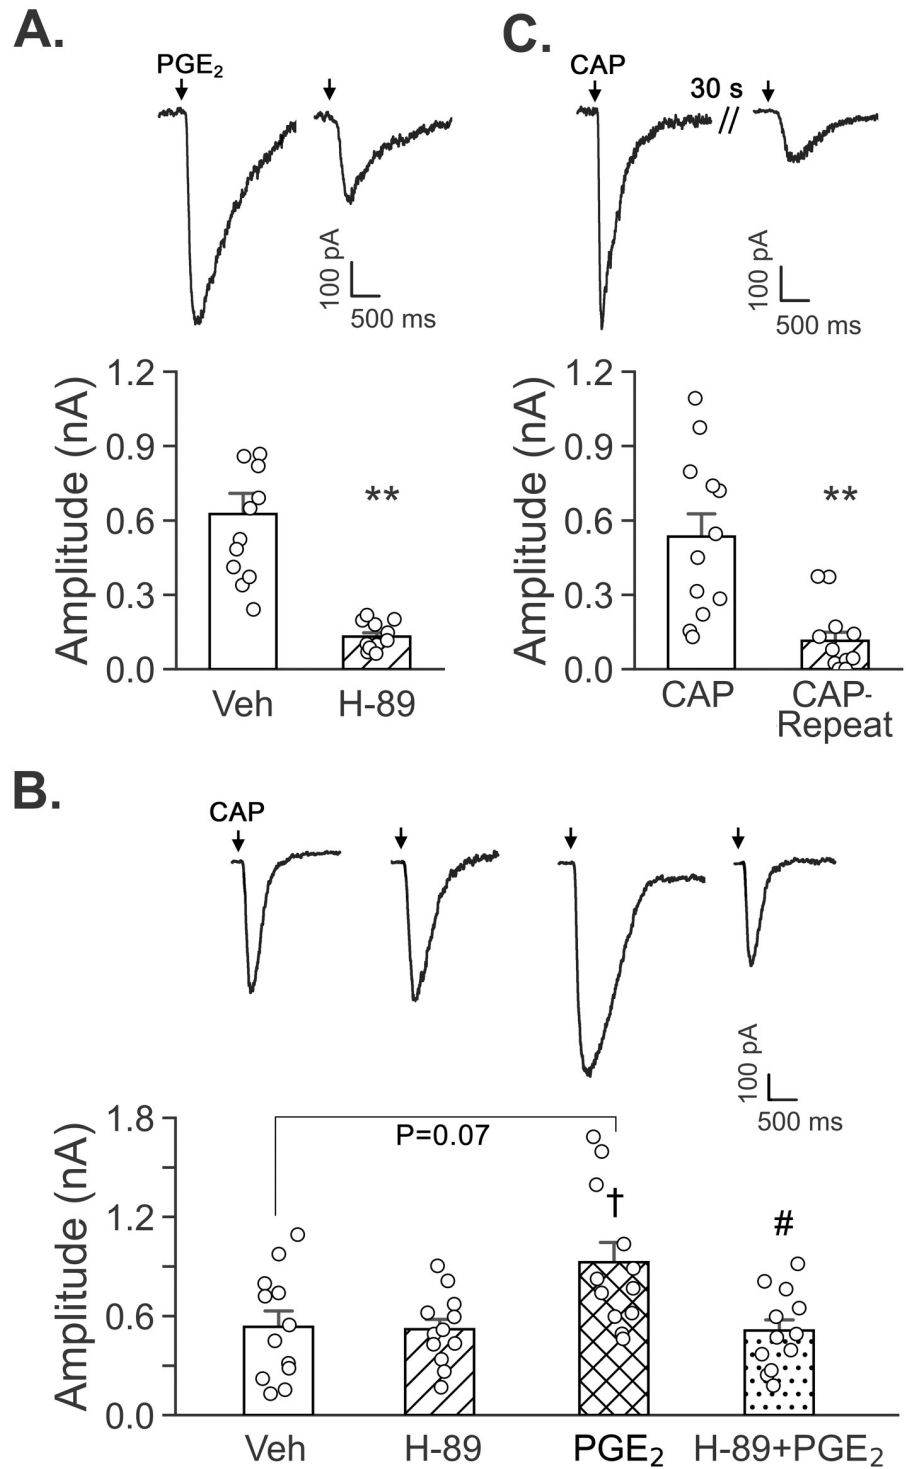 A.
PGE₂
100 pA
500 ms
Amplitude (nA)
1.2
0.9
0.6
0.3
0.0
**
Veh
H-89
C.
CAP
30 s
//
100 pA
500 ms
Amplitude (nA)
1.2
0.9
0.6
0.3
0.0
**
CAP
CAP-
Repeat
B.
CAP
100 pA
500 ms
Amplitude (nA)
1.8
1.2
0.6
0.0
P=0.07
†
#
Veh
H-89
PGE₂
H-89+PGE₂